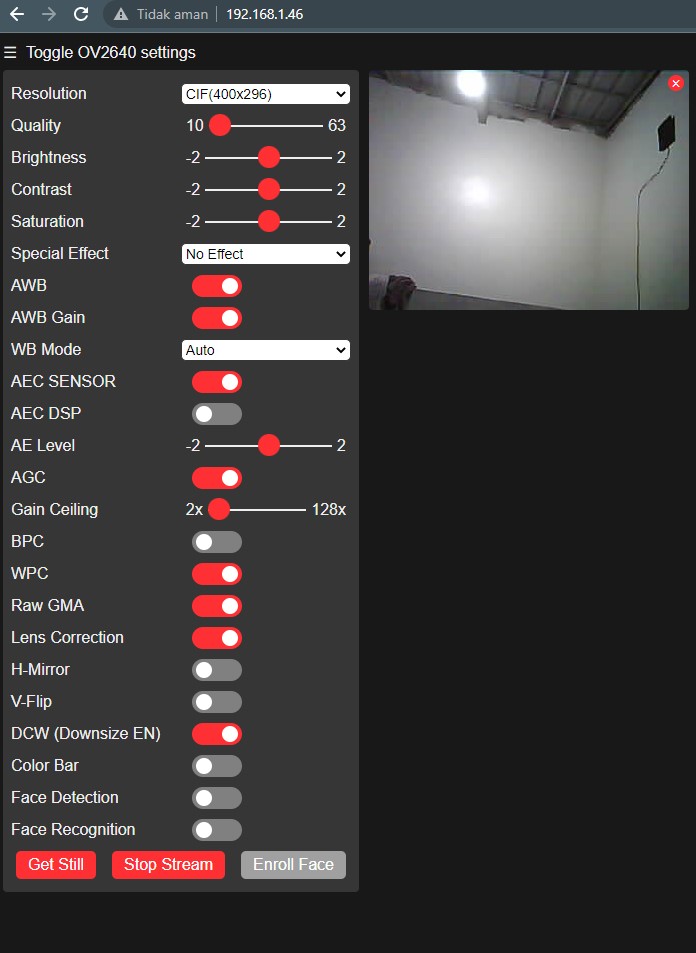 Tidak aman 192.168.1.46
☰ Toggle OV2640 settings
Resolution CIF(400x296)
Quality 10 63
Brightness -2 2
Contrast -2 2
Saturation -2 2
Special Effect No Effect
AWB
AWB Gain
WB Mode Auto
AEC SENSOR
AEC DSP
AE Level -2 2
AGC
Gain Ceiling 2x 128x
BPC
WPC
Raw GMA
Lens Correction
H-Mirror
V-Flip
DCW (Downsize EN)
Color Bar
Face Detection
Face Recognition
Get Still Stop Stream Enroll Face